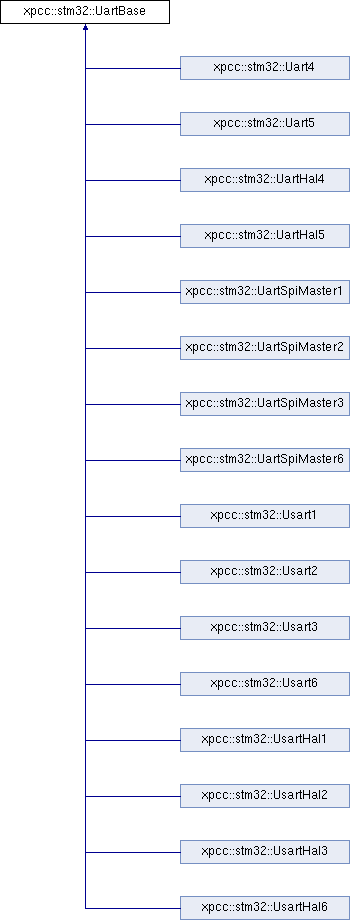 xpcc::stm32::UartBase
xpcc::stm32::Uart4
xpcc::stm32::Uart5
xpcc::stm32::UartHal4
xpcc::stm32::UartHal5
xpcc::stm32::UartSpiMaster1
xpcc::stm32::UartSpiMaster2
xpcc::stm32::UartSpiMaster3
xpcc::stm32::UartSpiMaster6
xpcc::stm32::Usart1
xpcc::stm32::Usart2
xpcc::stm32::Usart3
xpcc::stm32::Usart6
xpcc::stm32::UsartHal1
xpcc::stm32::UsartHal2
xpcc::stm32::UsartHal3
xpcc::stm32::UsartHal6